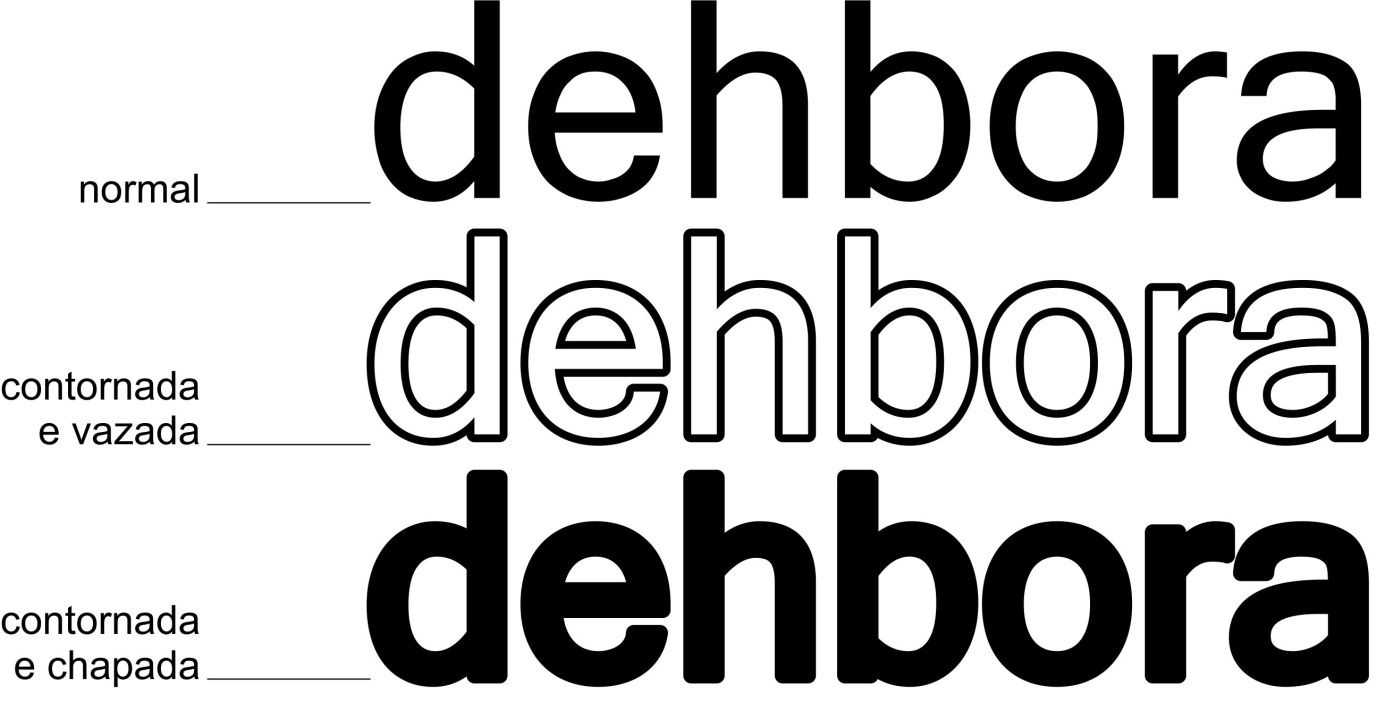 normal dehbora
contornada
e vazada dehbora
contornada
e chapada dehbora